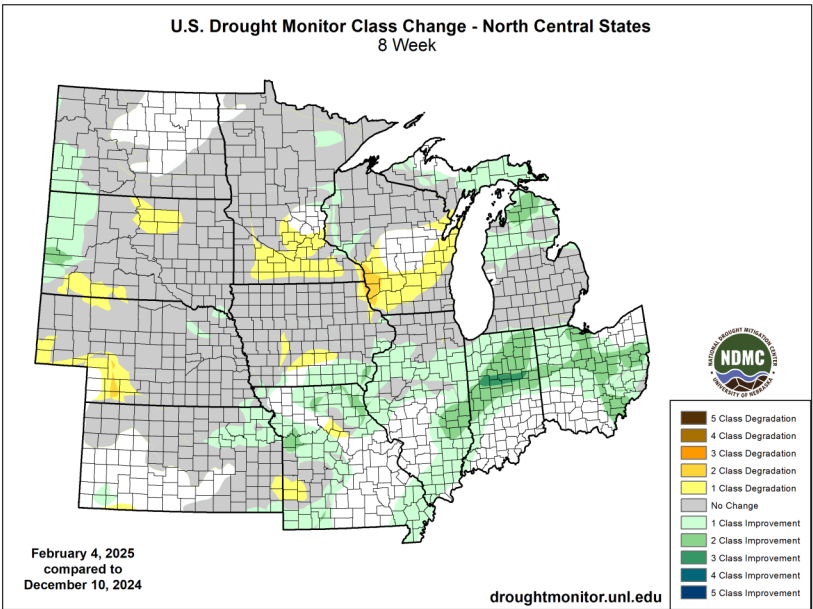 U.S. Drought Monitor Class Change - North Central States
8 Week
NATIONAL DROUGHT MITIGATION CENTER
NDMC
UNIVERSITY OF NEBRASKA
5 Class Degradation
4 Class Degradation
3 Class Degradation
2 Class Degradation
1 Class Degradation
No Change
1 Class Improvement
2 Class Improvement
3 Class Improvement
4 Class Improvement
5 Class Improvement
February 4, 2025
compared to
December 10, 2024
droughtmonitor.unl.edu